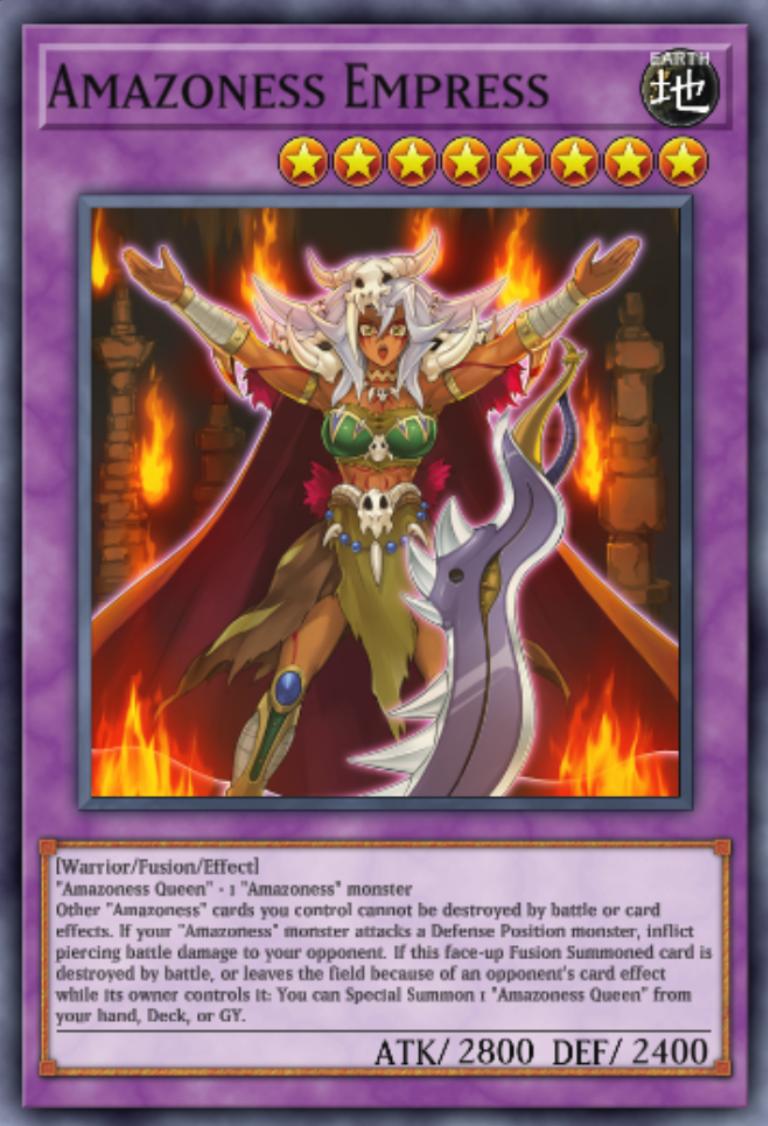 AMAZONESS EMPRESS
EARTH
地
[Warrior/Fusion/Effect]
"Amazoness Queen" + 1 "Amazoness" monster
Other "Amazoness" cards you control cannot be destroyed by battle or card
effects. If your "Amazoness" monster attacks a Defense Position monster, inflict
piercing battle damage to your opponent. If this face-up Fusion Summoned card is
destroyed by battle, or leaves the field because of an opponent's card effect
while its owner controls it: You can Special Summon 1 "Amazoness Queen" from
your hand, Deck, or GY.
ATK/ 2800 DEF/ 2400